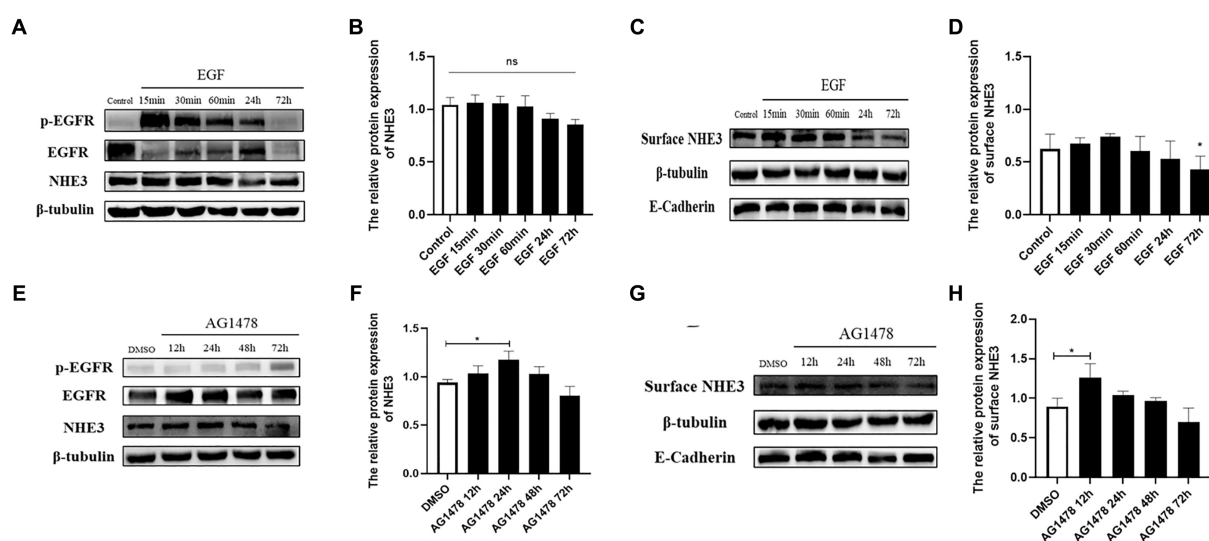 A
EGF
Control 15min 30min 60min 24h 72h
p-EGFR
EGFR
NHE3
β-tubulin
B
The relative protein expression
of NHE3
1.5
1.0
0.5
0.0
ns
Control
EGF 15min
EGF 30min
EGF 60min
EGF 24h
EGF 72h
C
EGF
Control 15min 30min 60min 24h 72h
Surface NHE3
β-tubulin
E-Cadherin
D
The relative protein expression
of surface NHE3
1.5
1.0
0.5
0.0
*
Control
EGF 15min
EGF 30min
EGF 60min
EGF 24h
EGF 72h
E
AG1478
DMSO 12h 24h 48h 72h
p-EGFR
EGFR
NHE3
β-tubulin
F
The relative protein expression
of NHE3
1.5
1.0
0.5
0.0
*
DMSO
AG1478 12h
AG1478 24h
AG1478 48h
AG1478 72h
G
AG1478
DMSO 12h 24h 48h 72h
Surface NHE3
β-tubulin
E-Cadherin
H
The relative protein expression
of surface NHE3
2.0
1.5
1.0
0.5
0.0
*
DMSO
AG1478 12h
AG1478 24h
AG1478 48h
AG1478 72h